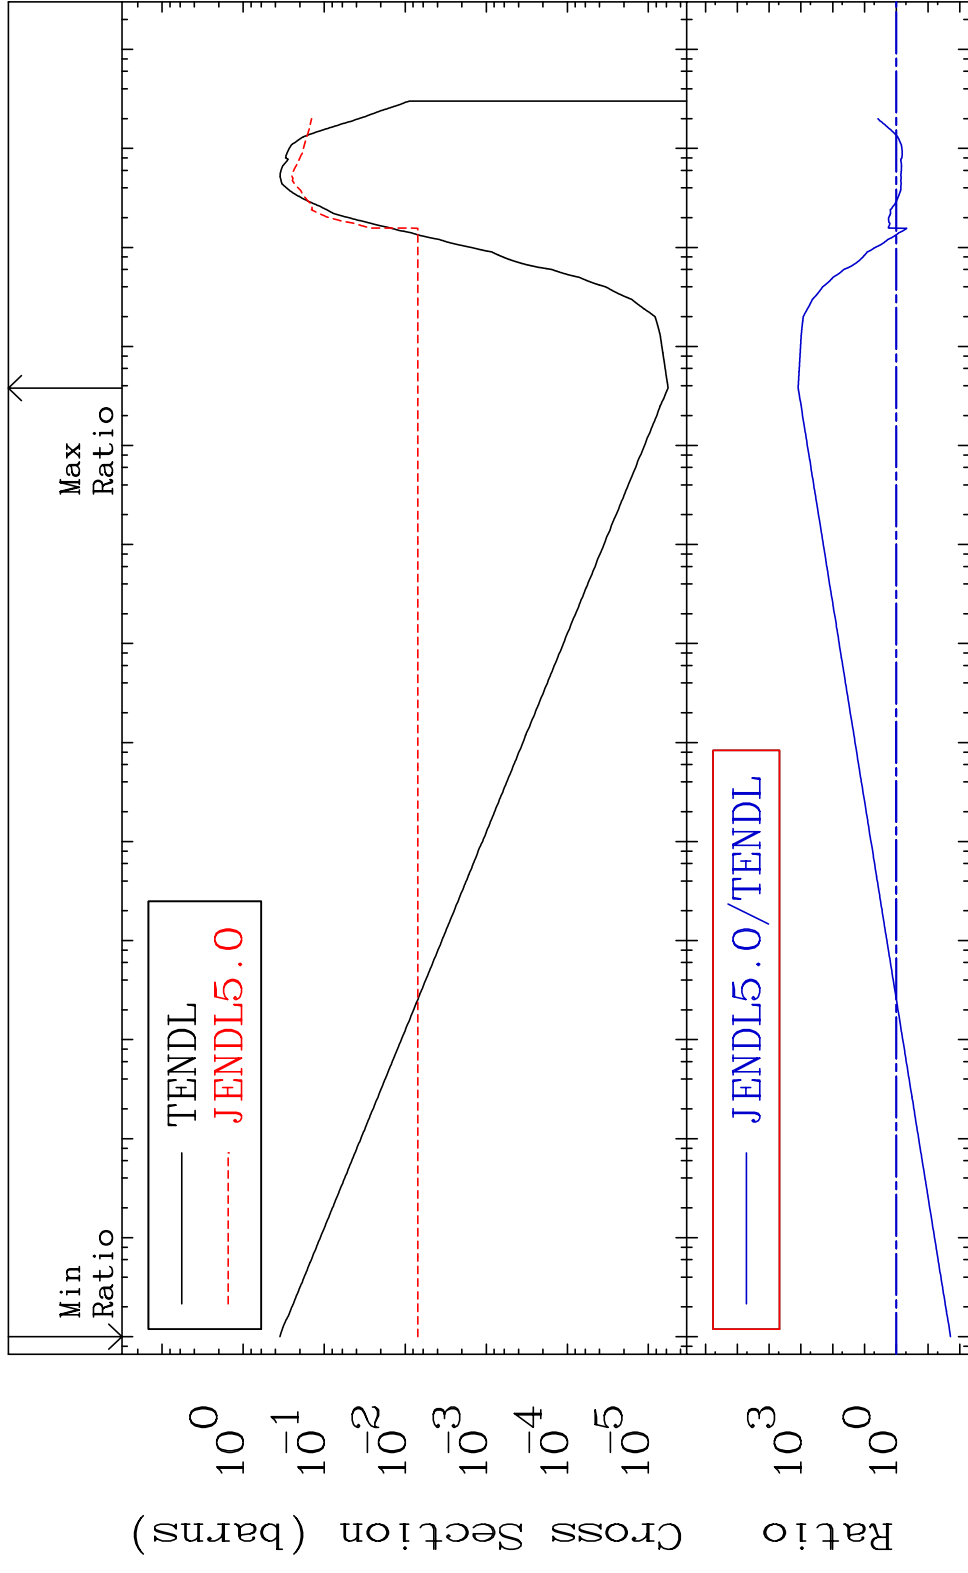 Min
Ratio
Max
Ratio
TENDL
JENDL5.0
JENDL5.0/TENDL
10 0
10 -1
10 -2
10 -3
10 -4
10 -5
Cross Section (barns)
10 3
10 0
Ratio